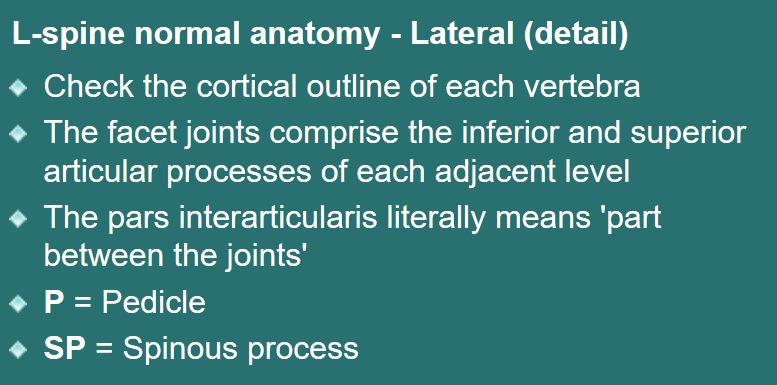 L-spine normal anatomy - Lateral (detail)
Check the cortical outline of each vertebra
The facet joints comprise the inferior and superior
articular processes of each adjacent level
The pars interarticularis literally means 'part
between the joints'
P = Pedicle
SP = Spinous process